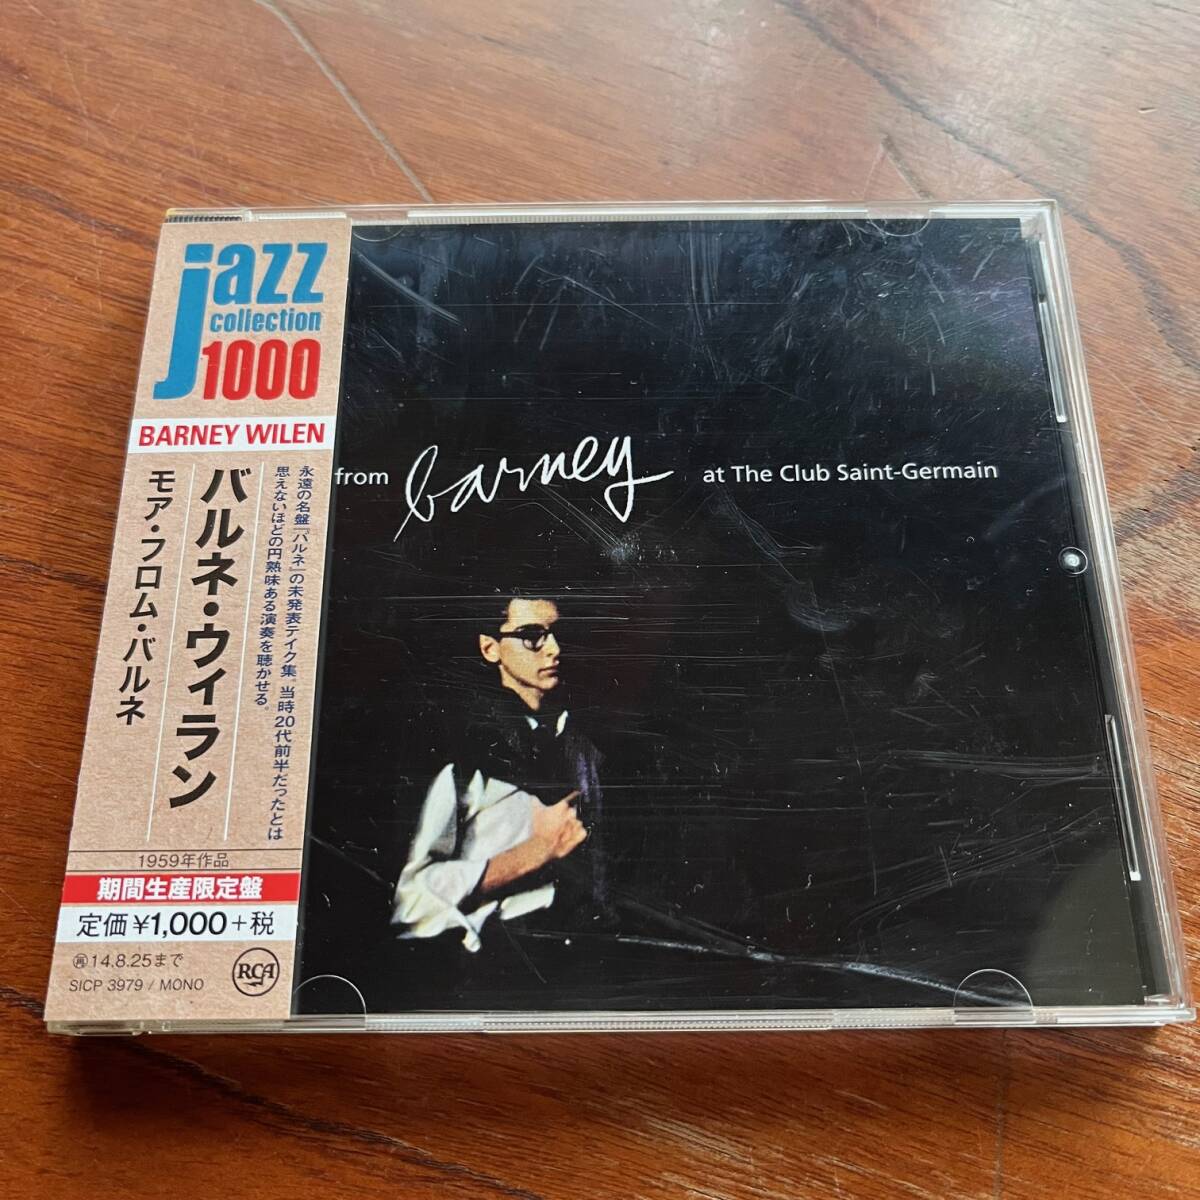 jazz
collection
1000
BARNEY WILEN
永遠の名盤『バルネ』の未発表テイク集。当時20代前半だったとは
思えないほどの円熟味ある演奏を聴かせる。
バルネ・ウィラン
モア・フロム・バルネ
1959年作品
期間生産限定盤
定価¥1,000+税
再14.8.25まで
SICP 3979 / MONO
RCA
from barney at The Club Saint-Germain